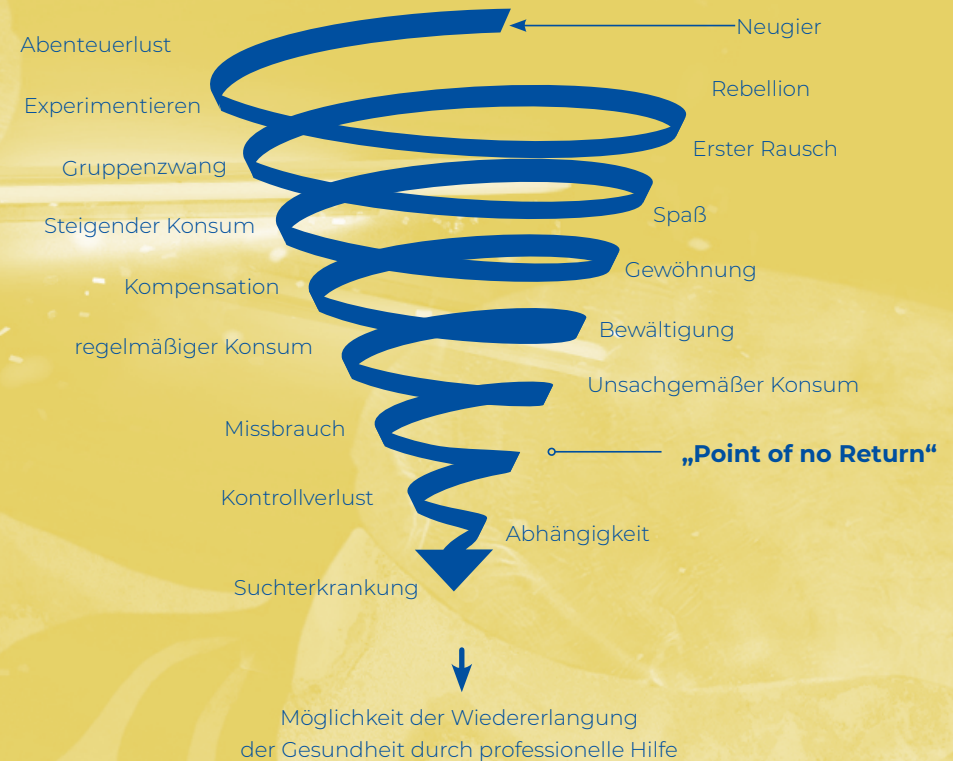 Neugier
Abenteuerlust
Rebellion
Experimentieren
Erster Rausch
Gruppenzwang
Spaß
Steigender Konsum
Gewöhnung
Kompensation
Bewältigung
regelmäßiger Konsum
Unsachgemäßer Konsum
Missbrauch
„Point of no Return“
Kontrollverlust
Abhängigkeit
Suchterkrankung
Möglichkeit der Wiedererlangung
der Gesundheit durch professionelle Hilfe